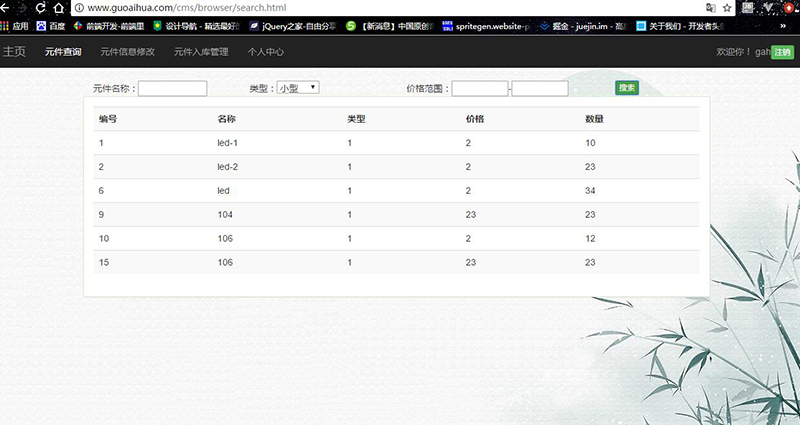 www.guoaihua.com/cms/browser/search.html
应用 百度 前端开发-前端里 设计导航 - 精选最好 jQuery之家-自由分享 【新消息】中国原创 spritegen.website-p 掘金 - juejin.im - 高 关于我们 - 开发者头 »
主页 元件查询 元件信息修改 元件入库管理 个人中心 欢迎你！ gah 注销
元件名称： 类型： 小型 价格范围： - 搜索
编号 名称 类型 价格 数量
1 led-1 1 2 10
2 led-2 1 2 23
6 led 1 2 34
9 104 1 23 23
10 106 1 2 12
15 106 1 23 23